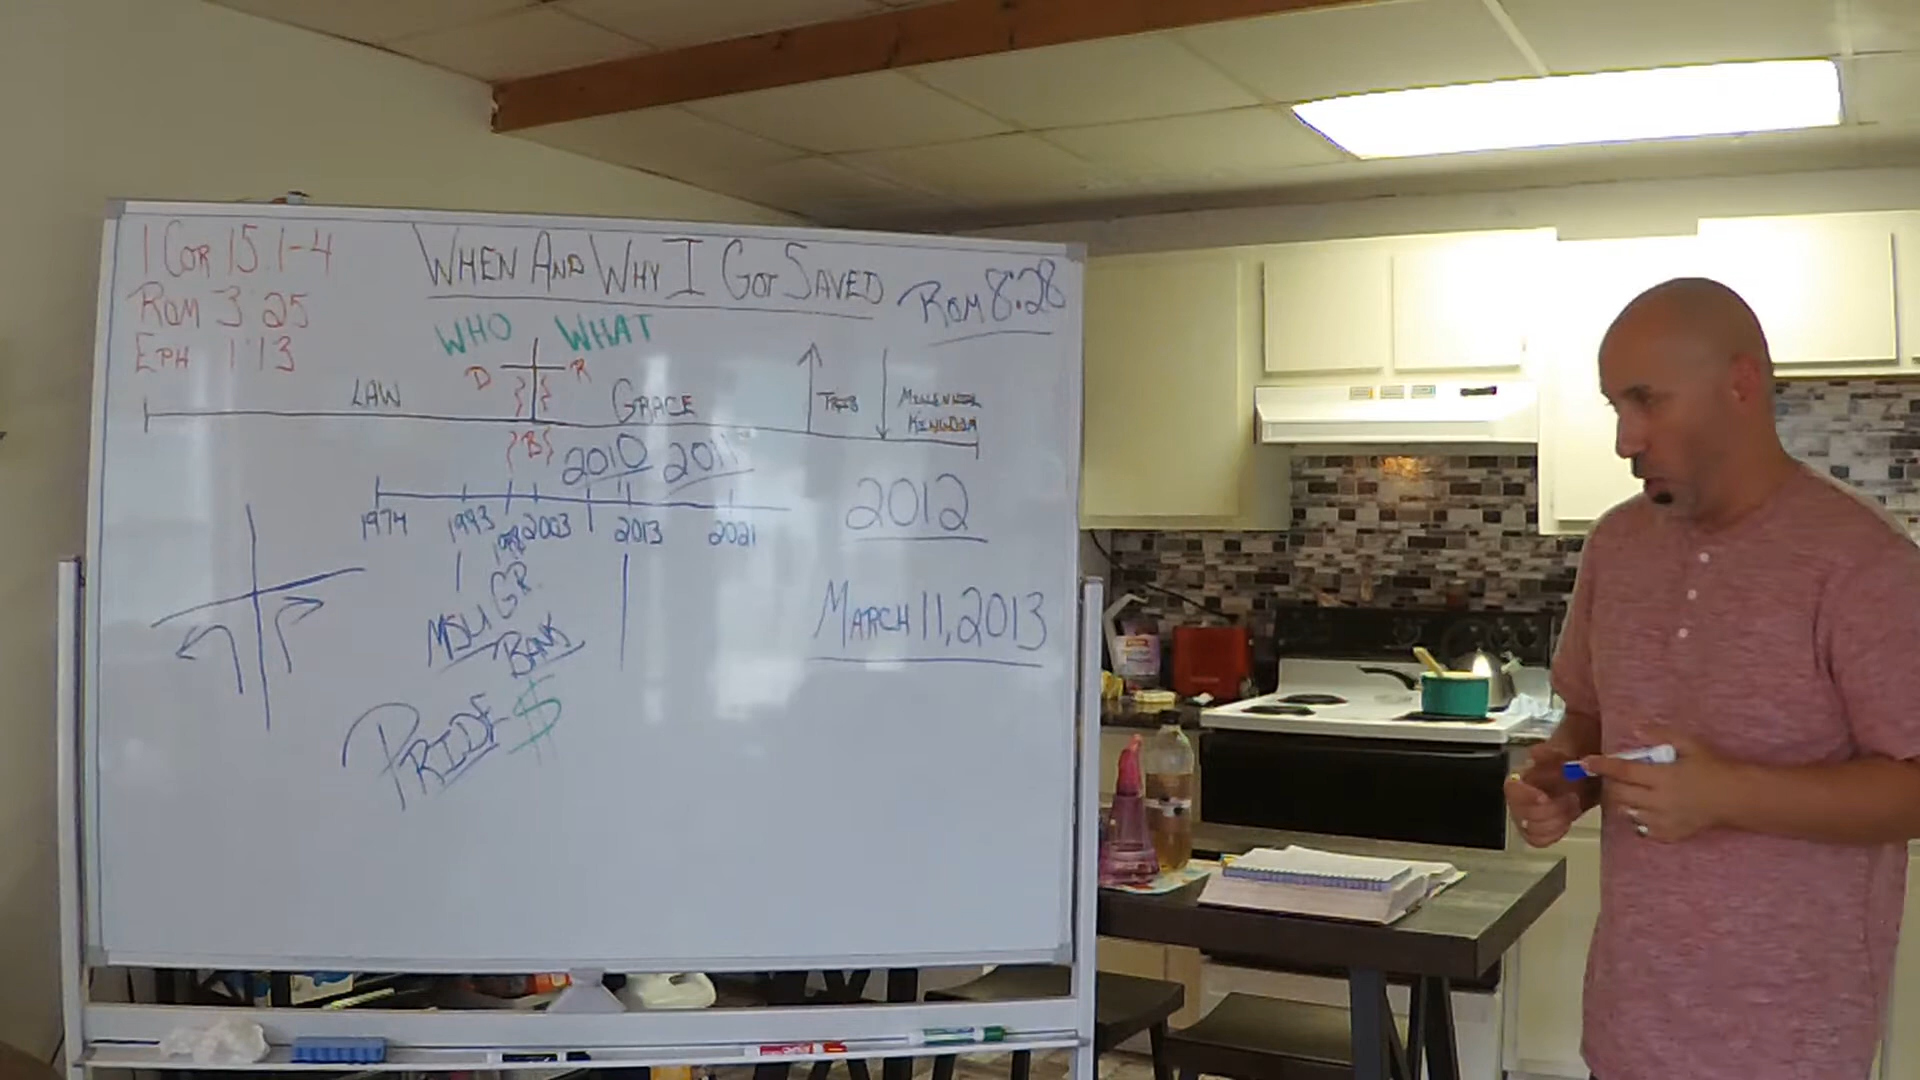 1 COR 15:1-4
ROM 3:25
EPH 1:13
WHEN AND WHY I GOT SAVED
ROM 8:28
WHO WHAT
D R
LAW
GRACE
TRIB
MILLENNIAL
KINGDOM
B
2010 2011
1974 1993 1998 2003 2013 2021
2012
MSU GR.
BANK
MARCH 11, 2013
PRIDE $